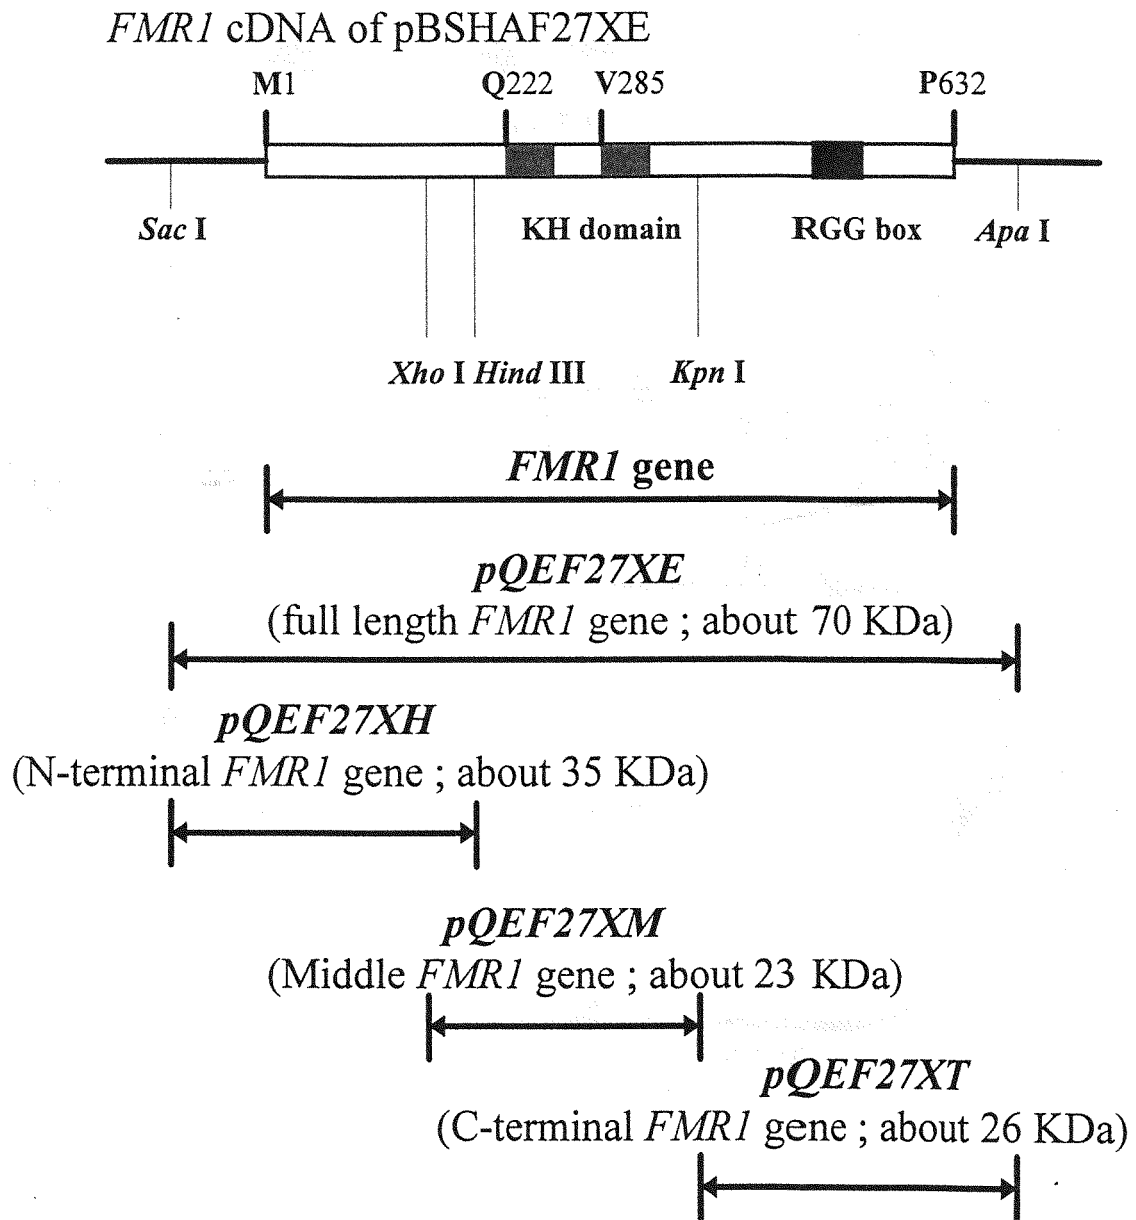 FMR1 cDNA of pBSHAF27XE
M1 Q222 V285 P632
Sac I KH domain RGG box Apa I
Xho I Hind III Kpn I
FMR1 gene
pQEF27XE
(full length FMR1 gene ; about 70 KDa)
pQEF27XH
(N-terminal FMR1 gene ; about 35 KDa)
pQEF27XM
(Middle FMR1 gene ; about 23 KDa)
pQEF27XT
(C-terminal FMR1 gene ; about 26 KDa)